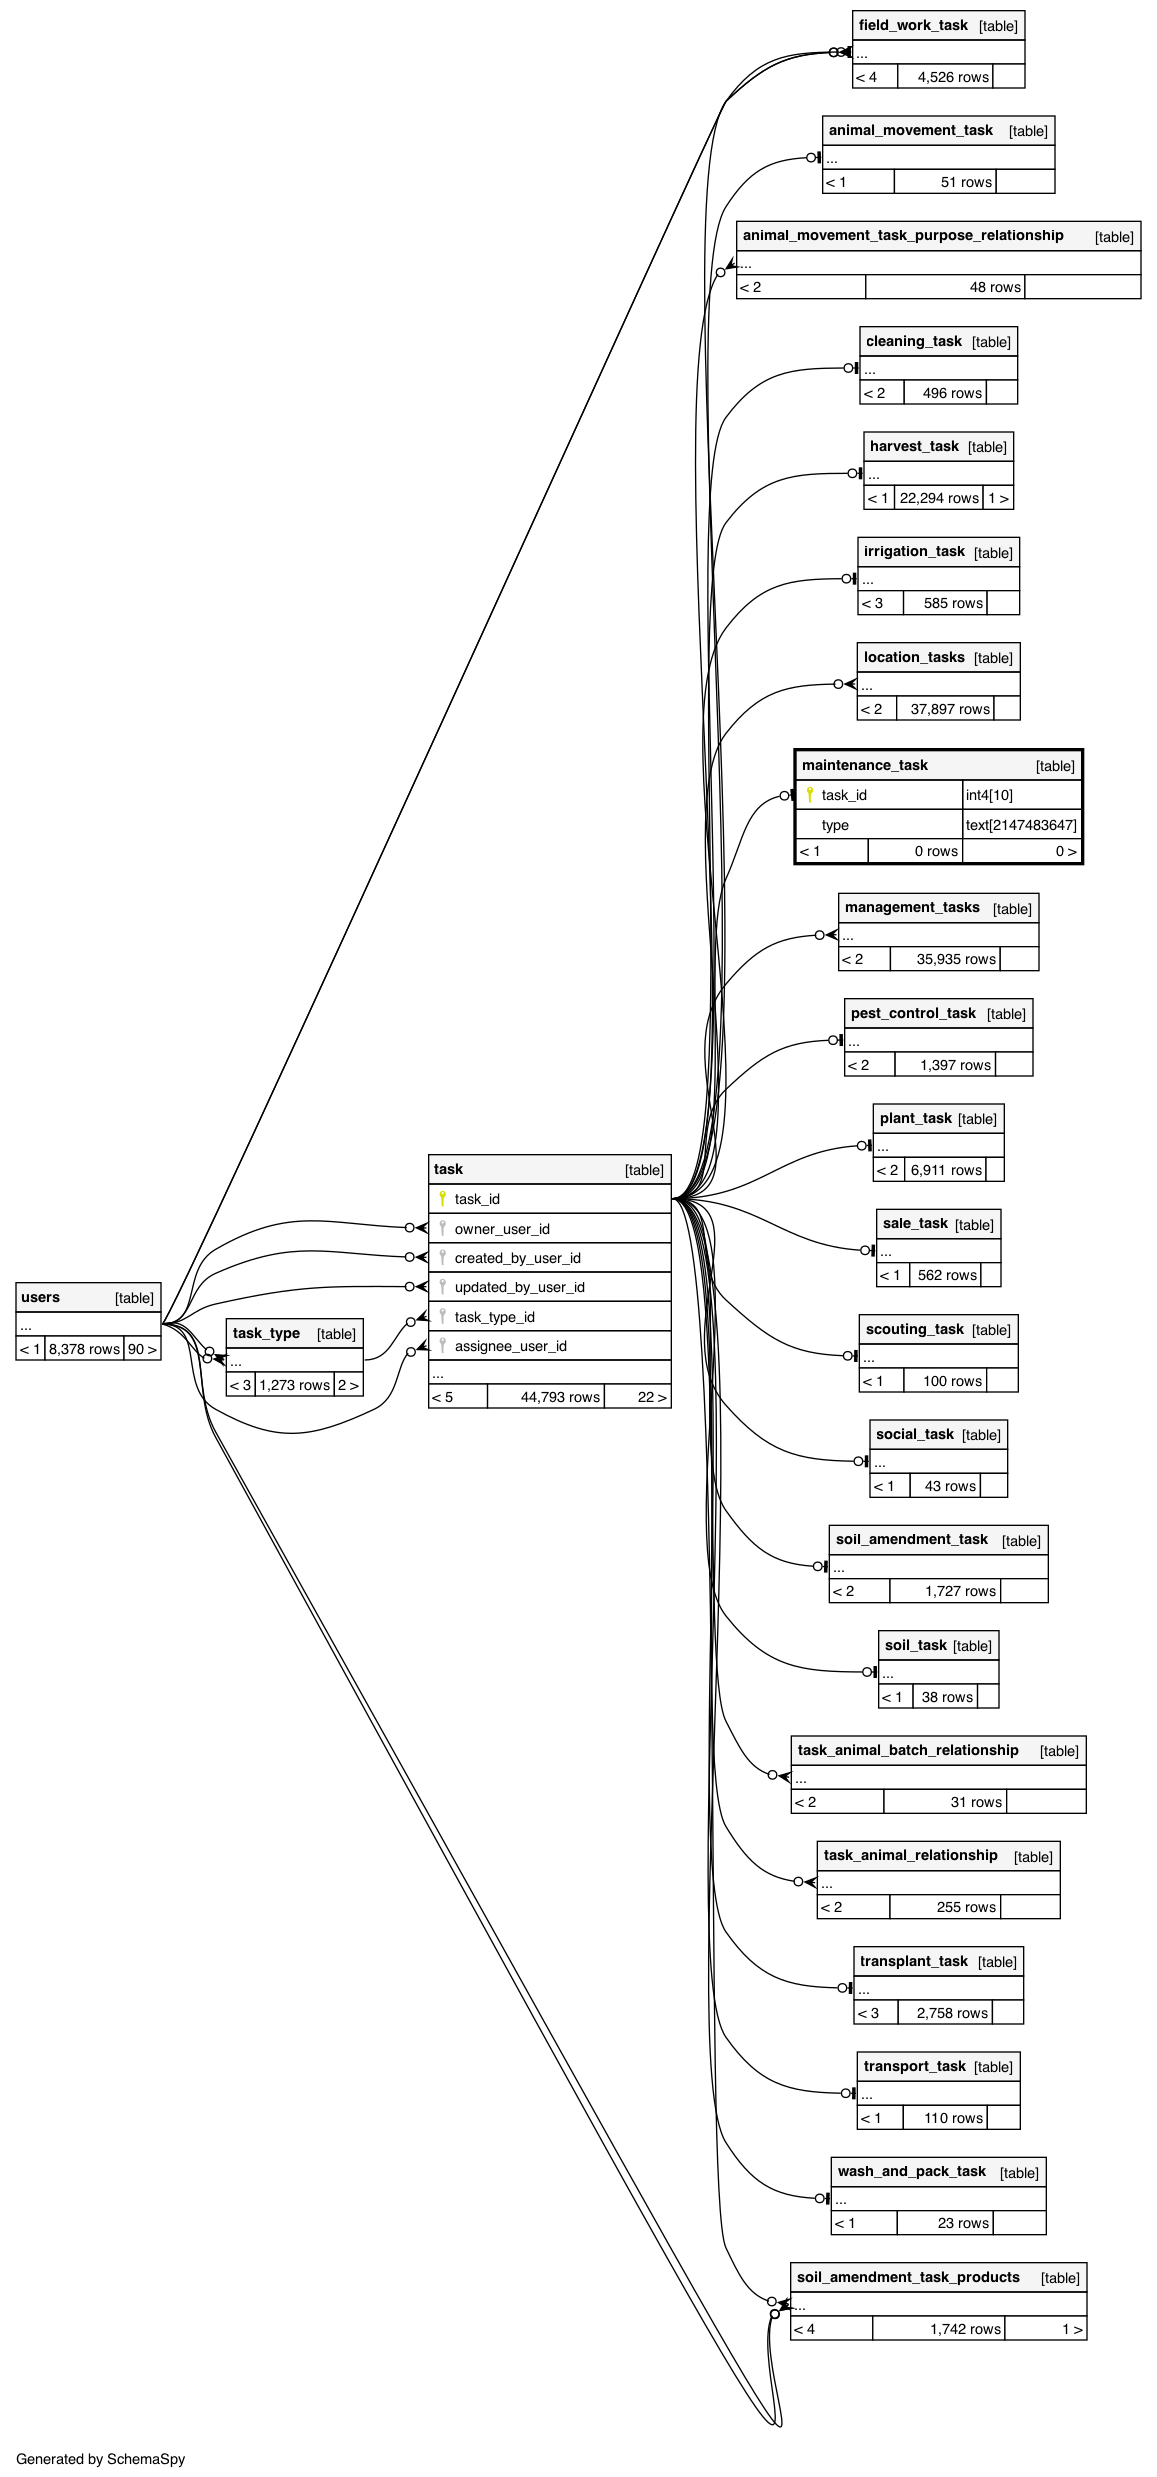 field_work_task [table]
...
< 4 4,526 rows
animal_movement_task [table]
...
< 1 51 rows
animal_movement_task_purpose_relationship [table]
...
< 2 48 rows
cleaning_task [table]
...
< 2 496 rows
harvest_task [table]
...
< 1 22,294 rows 1 >
irrigation_task [table]
...
< 3 585 rows
location_tasks [table]
...
< 2 37,897 rows
maintenance_task [table]
task_id int4[10]
type text[2147483647]
< 1 0 rows 0 >
management_tasks [table]
...
< 2 35,935 rows
pest_control_task [table]
...
< 2 1,397 rows
plant_task [table]
...
< 2 6,911 rows
task [table]
task_id
owner_user_id
created_by_user_id
updated_by_user_id
task_type_id
assignee_user_id
...
< 5 44,793 rows 22 >
users [table]
...
< 1 8,378 rows 90 >
task_type [table]
...
< 3 1,273 rows 2 >
sale_task [table]
...
< 1 562 rows
scouting_task [table]
...
< 1 100 rows
social_task [table]
...
< 1 43 rows
soil_amendment_task [table]
...
< 2 1,727 rows
soil_task [table]
...
< 1 38 rows
task_animal_batch_relationship [table]
...
< 2 31 rows
task_animal_relationship [table]
...
< 2 255 rows
transplant_task [table]
...
< 3 2,758 rows
transport_task [table]
...
< 1 110 rows
wash_and_pack_task [table]
...
< 1 23 rows
soil_amendment_task_products [table]
...
< 4 1,742 rows 1 >
Generated by SchemaSpy